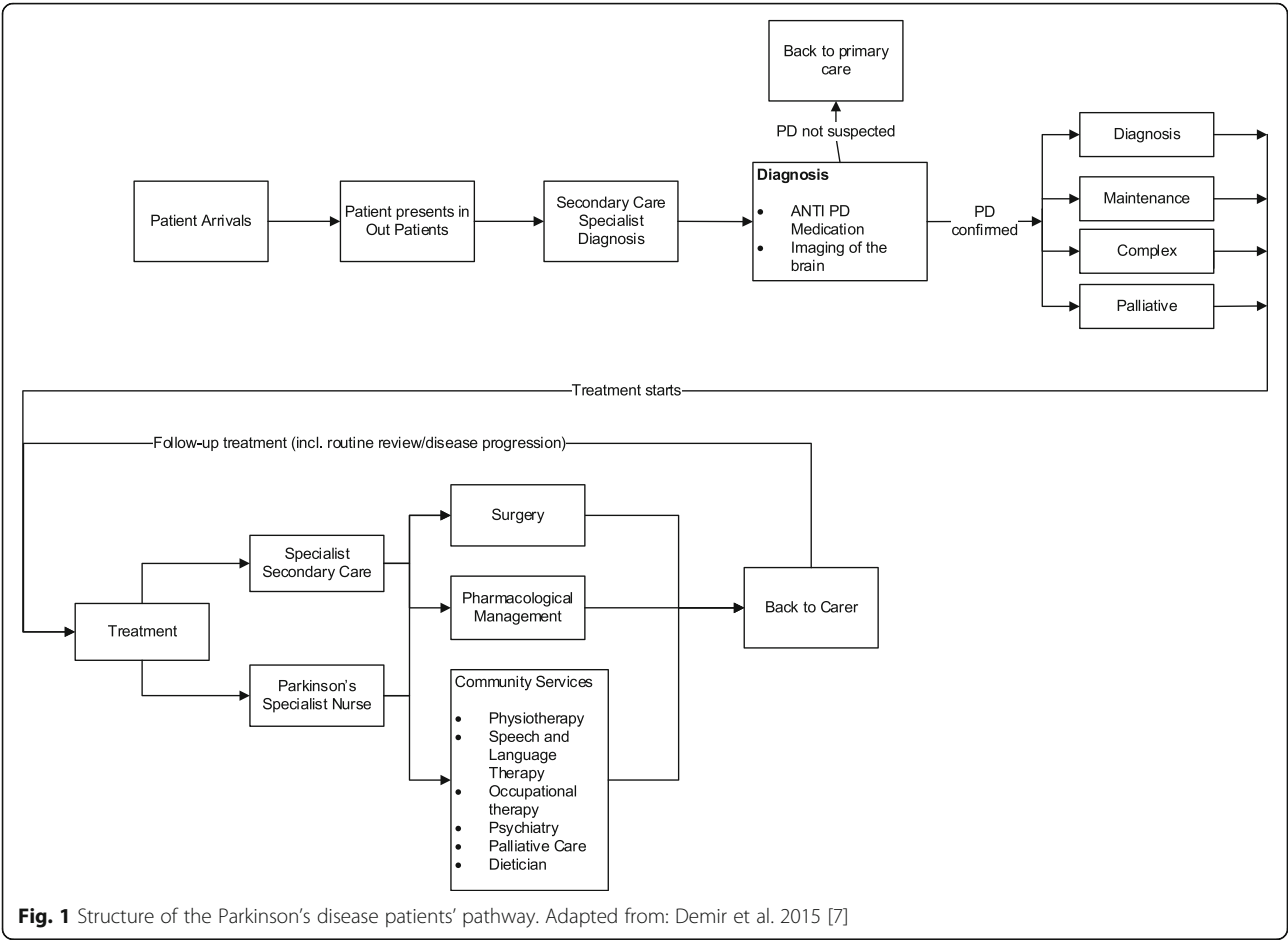 Back to primary
care
PD not suspected
Patient Arrivals
Patient presents in
Out Patients
Secondary Care
Specialist
Diagnosis
Diagnosis
• ANTI PD
Medication
• Imaging of the
brain
PD
confirmed
Diagnosis
Maintenance
Complex
Palliative
Treatment starts
Follow-up treatment (incl. routine review/disease progression)
Treatment
Specialist
Secondary Care
Parkinson’s
Specialist Nurse
Surgery
Pharmacological
Management
Community Services
• Physiotherapy
• Speech and
Language
Therapy
• Occupational
therapy
• Psychiatry
• Palliative Care
• Dietician
Back to Carer
Fig. 1 Structure of the Parkinson’s disease patients’ pathway. Adapted from: Demir et al. 2015 [7]